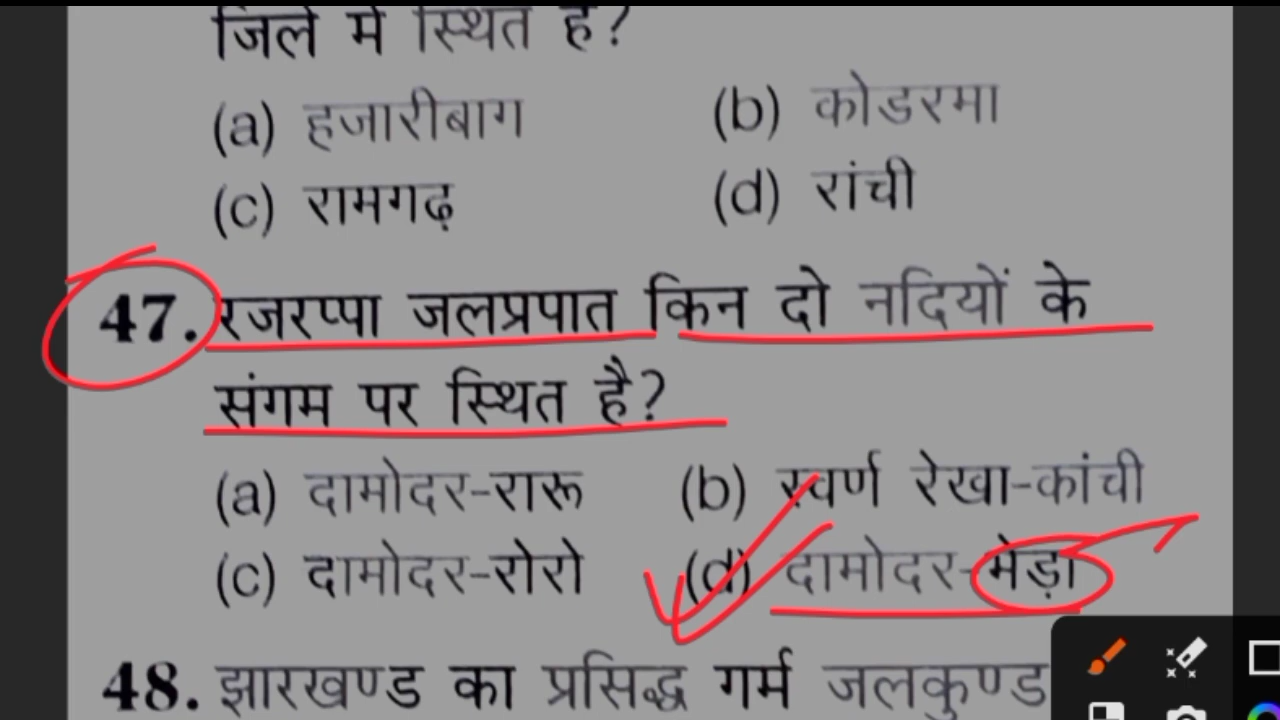 जिले में स्थित है?
(a) हजारीबाग (b) कोडरमा
(c) रामगढ़ (d) रांची
47. रजरप्पा जलप्रपात किन दो नदियों के
संगम पर स्थित है?
(a) दामोदर-रारू (b) स्वर्ण रेखा-कांची
(c) दामोदर-रोरो (d) दामोदर-भेड़ा
48. झारखण्ड का प्रसिद्ध गर्म जलकुण्ड